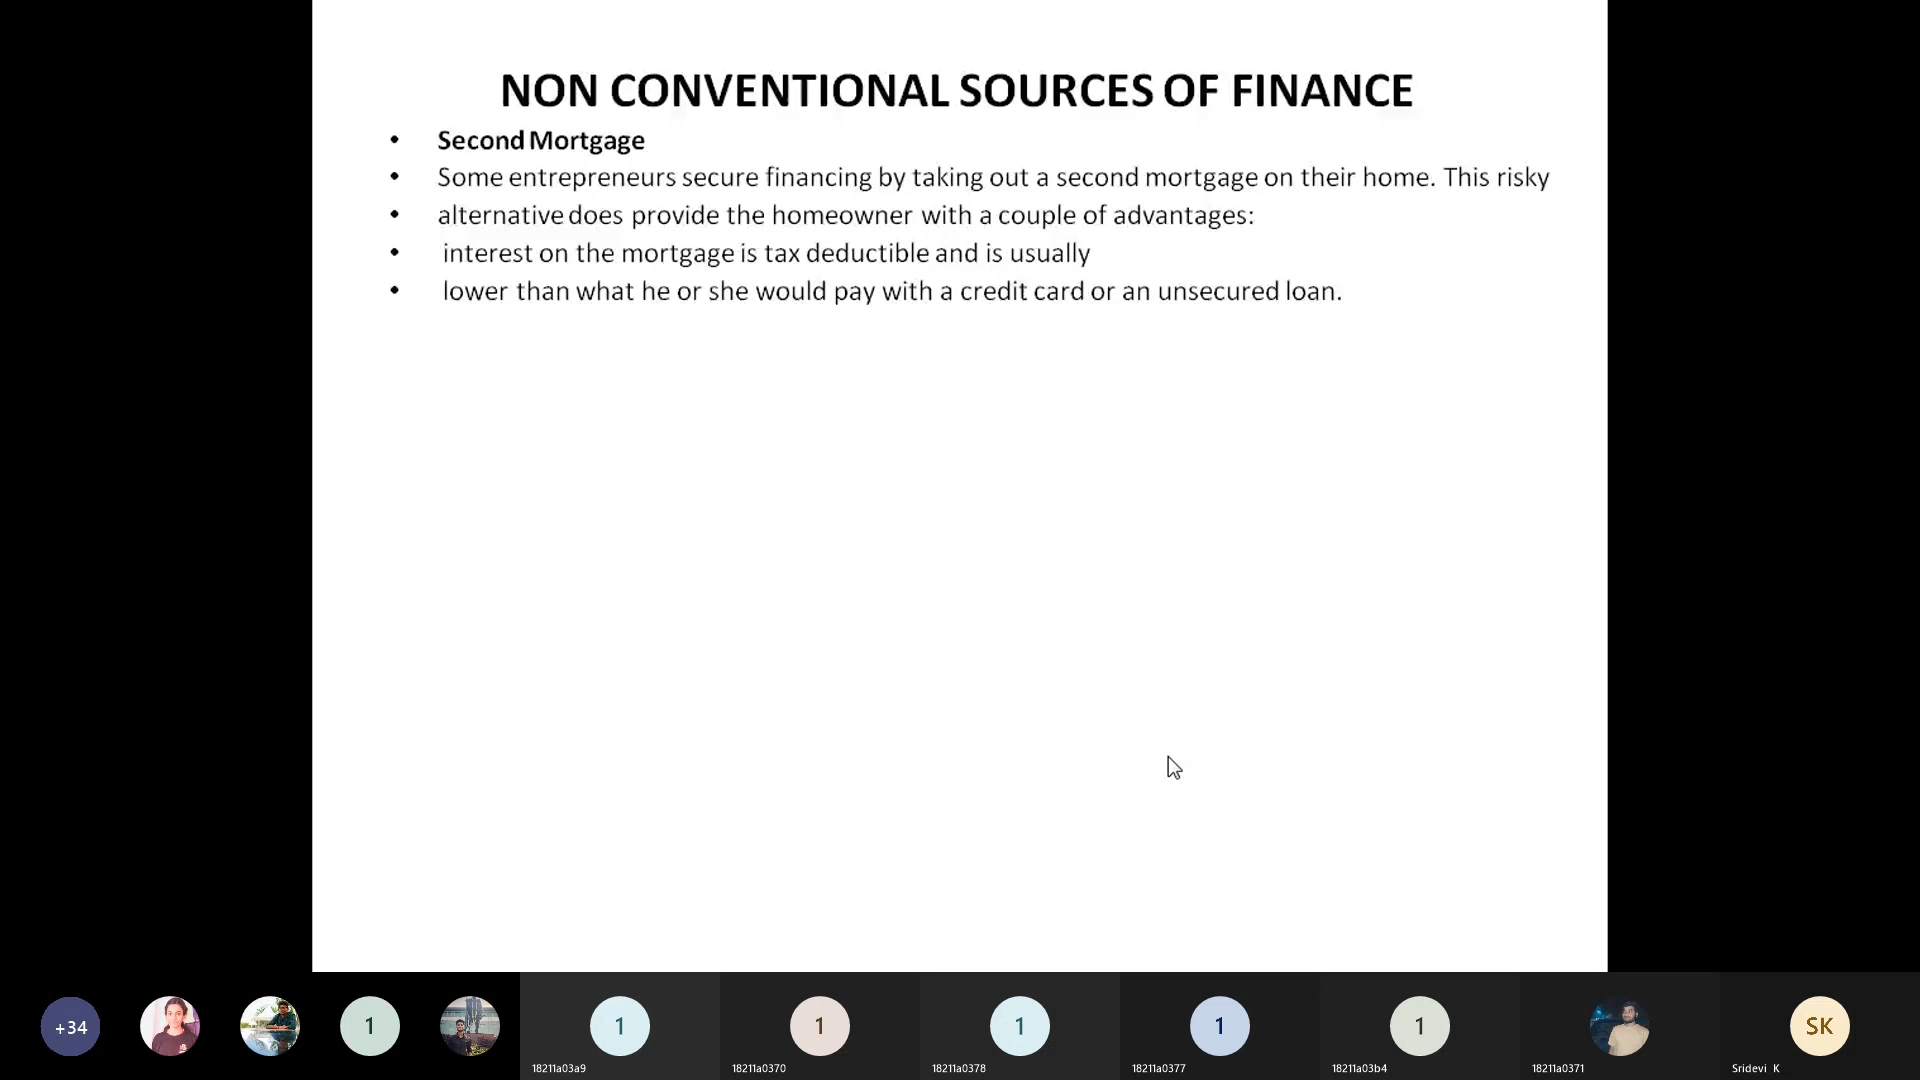 NON CONVENTIONAL SOURCES OF FINANCE
• Second Mortgage
• Some entrepreneurs secure financing by taking out a second mortgage on their home. This risky
• alternative does provide the homeowner with a couple of advantages:
• interest on the mortgage is tax deductible and is usually
• lower than what he or she would pay with a credit card or an unsecured loan.
+34
1
1
1
1
1
1
SK
18211a03a9
18211a0370
18211a0378
18211a0377
18211a03b4
18211a0371
Sridevi K